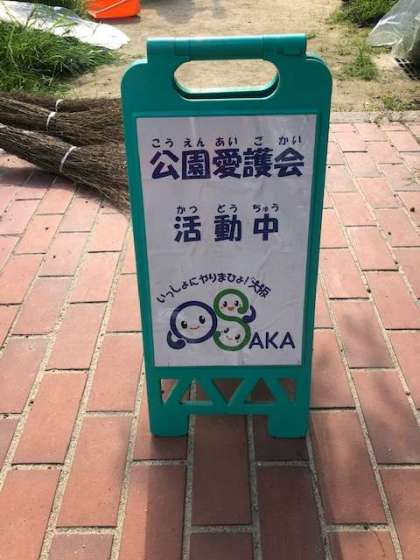 こうえんあいごかい
公園愛護会
かつどうちゅう
活動中
いっしょにやりまひょ!大阪
OSAKA